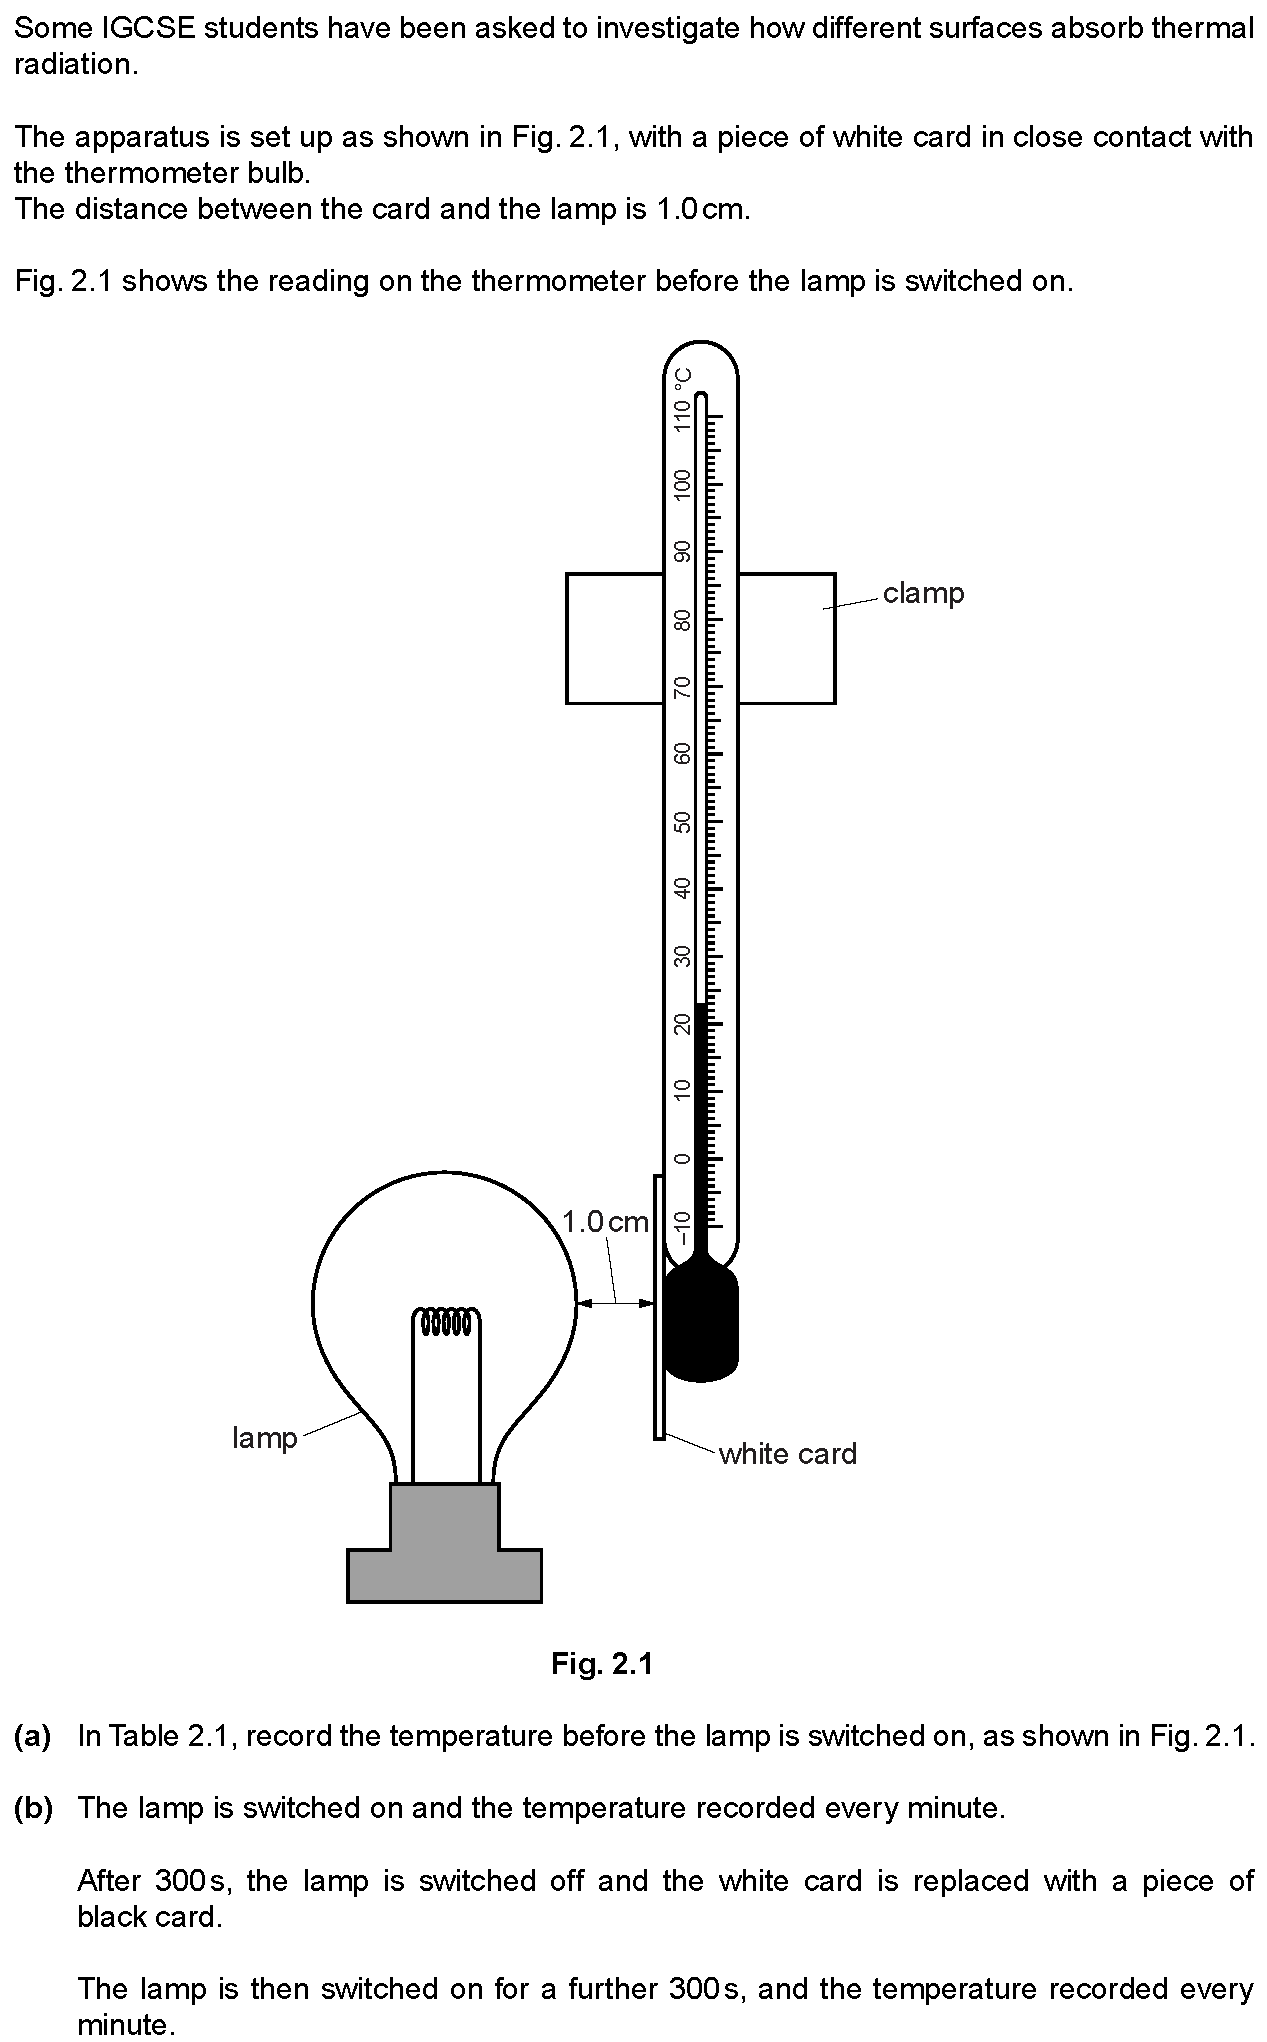 Some IGCSE students have been asked to investigate how different surfaces absorb thermal
radiation.
The apparatus is set up as shown in Fig. 2.1, with a piece of white card in close contact with
the thermometer bulb.
The distance between the card and the lamp is 1.0 cm.
Fig. 2.1 shows the reading on the thermometer before the lamp is switched on.
°C
110
100
90
clamp
80
70
60
50
40
30
20
10
0
–10
1.0 cm
lamp
white card
Fig. 2.1
(a) In Table 2.1, record the temperature before the lamp is switched on, as shown in Fig. 2.1.
(b) The lamp is switched on and the temperature recorded every minute.
After 300 s, the lamp is switched off and the white card is replaced with a piece of
black card.
The lamp is then switched on for a further 300 s, and the temperature recorded every
minute.